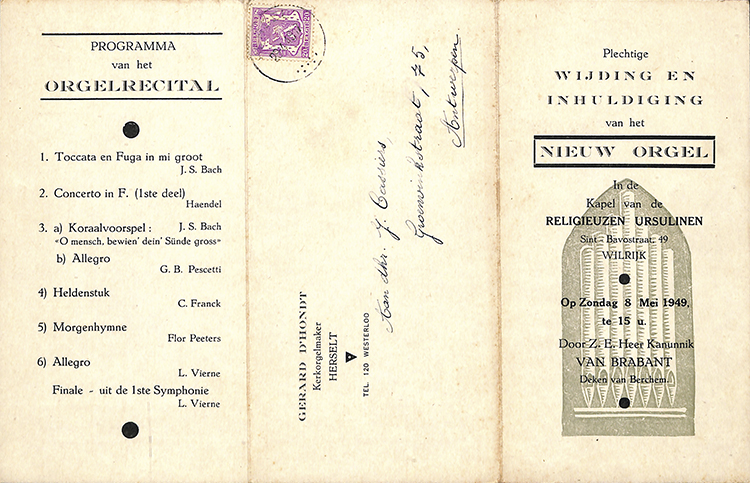 PROGRAMMA
van het
ORGELRECITAL
1. Toccata en Fuga in mi groot
J. S. Bach
2. Concerto in F. (1ste deel)
Haendel
3. a) Koraalvoorspel : J. S. Bach
«O mensch, bewien' dein' Sünde gross»
b) Allegro
G. B. Pescetti
4) Heldenstuk
C. Franck
5) Morgenhymne
Flor Peeters
6) Allegro
L. Vierne
Finale - uit de 1ste Symphonie
L. Vierne
Aan dhr. J. Cassiers,
75,
Antwerpen.
GERARD D'HONDT
Kerkorgelmaker
HERSELT
TEL. 120 WESTERLOO
Plechtige
WIJDING EN
INHULDIGING
van het
NIEUW ORGEL
In de
Kapel van de
RELIGIEUZEN URSULINEN
Sint - Bavostraat, 49
WILRIJK
Op Zondag 8 Mei 1949,
te 15 u.
Door Z. E. Heer Kanunnik
VAN BRABANT
Deken van Berchem.